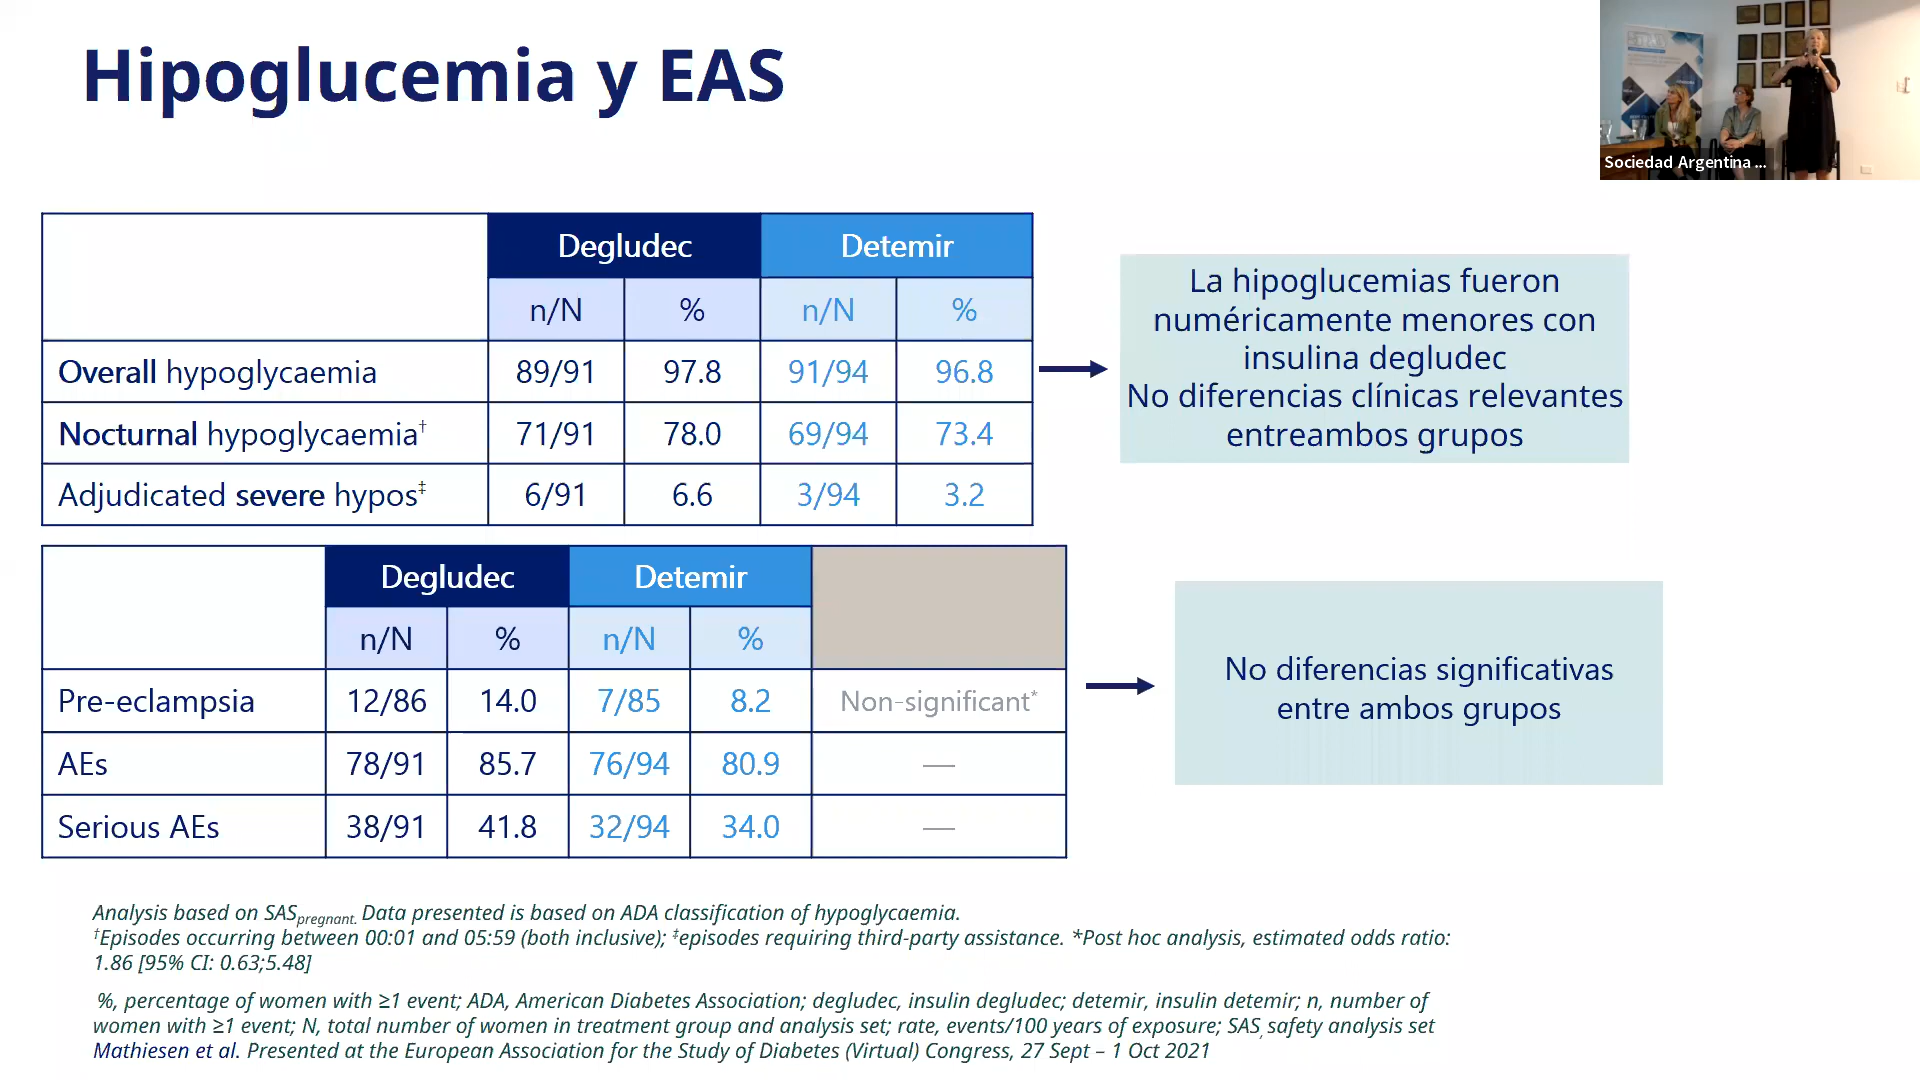 Hipoglucemia y EAS
Sociedad Argentina ...
Degludec Detemir
n/N % n/N %
Overall hypoglycaemia 89/91 97.8 91/94 96.8
Nocturnal hypoglycaemia† 71/91 78.0 69/94 73.4
Adjudicated severe hypos‡ 6/91 6.6 3/94 3.2
La hipoglucemias fueron
numéricamente menores con
insulina degludec
No diferencias clínicas relevantes
entreambos grupos
Degludec Detemir
n/N % n/N %
Pre-eclampsia 12/86 14.0 7/85 8.2 Non-significant*
AEs 78/91 85.7 76/94 80.9 —
Serious AEs 38/91 41.8 32/94 34.0 —
No diferencias significativas
entre ambos grupos
Analysis based on SASpregnant. Data presented is based on ADA classification of hypoglycaemia.
†Episodes occurring between 00:01 and 05:59 (both inclusive); ‡episodes requiring third-party assistance. *Post hoc analysis, estimated odds ratio:
1.86 [95% CI: 0.63;5.48]
%, percentage of women with ≥1 event; ADA, American Diabetes Association; degludec, insulin degludec; detemir, insulin detemir; n, number of
women with ≥1 event; N, total number of women in treatment group and analysis set; rate, events/100 years of exposure; SAS, safety analysis set
Mathiesen et al. Presented at the European Association for the Study of Diabetes (Virtual) Congress, 27 Sept – 1 Oct 2021